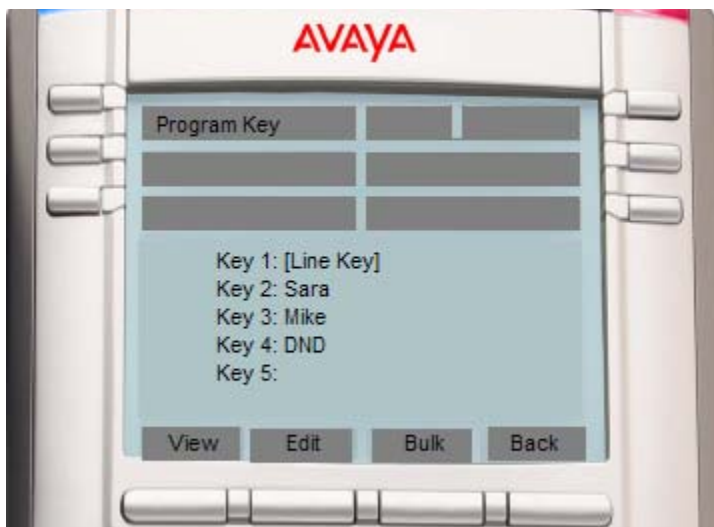 AVAYA
Program Key
Key 1: [Line Key]
Key 2: Sara
Key 3: Mike
Key 4: DND
Key 5:
View Edit Bulk Back